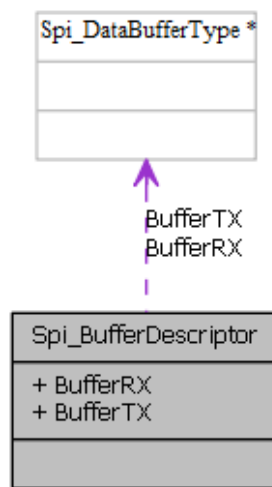 Spi_DataBufferType *
BufferTX
BufferRX
Spi_BufferDescriptor
+ BufferRX
+ BufferTX